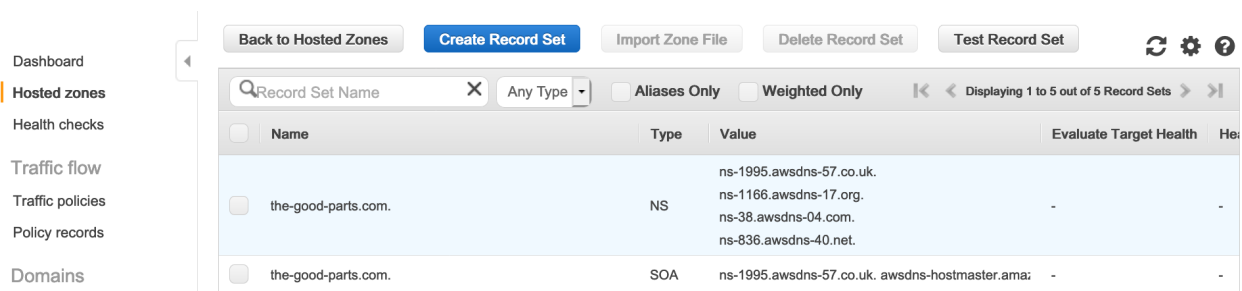 Back to Hosted Zones Create Record Set Import Zone File Delete Record Set Test Record Set
Dashboard
Hosted zones
Health checks
Traffic flow
Traffic policies
Policy records
Domains
Record Set Name Any Type Aliases Only Weighted Only Displaying 1 to 5 out of 5 Record Sets
Name Type Value Evaluate Target Health
the-good-parts.com. NS
ns-1995.awsdns-57.co.uk.
ns-1166.awsdns-17.org.
ns-38.awsdns-04.com.
ns-836.awsdns-40.net.
- -
the-good-parts.com. SOA ns-1995.awsdns-57.co.uk. - -